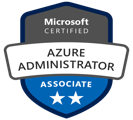 Microsoft
CERTIFIED
AZURE
ADMINISTRATOR
ASSOCIATE